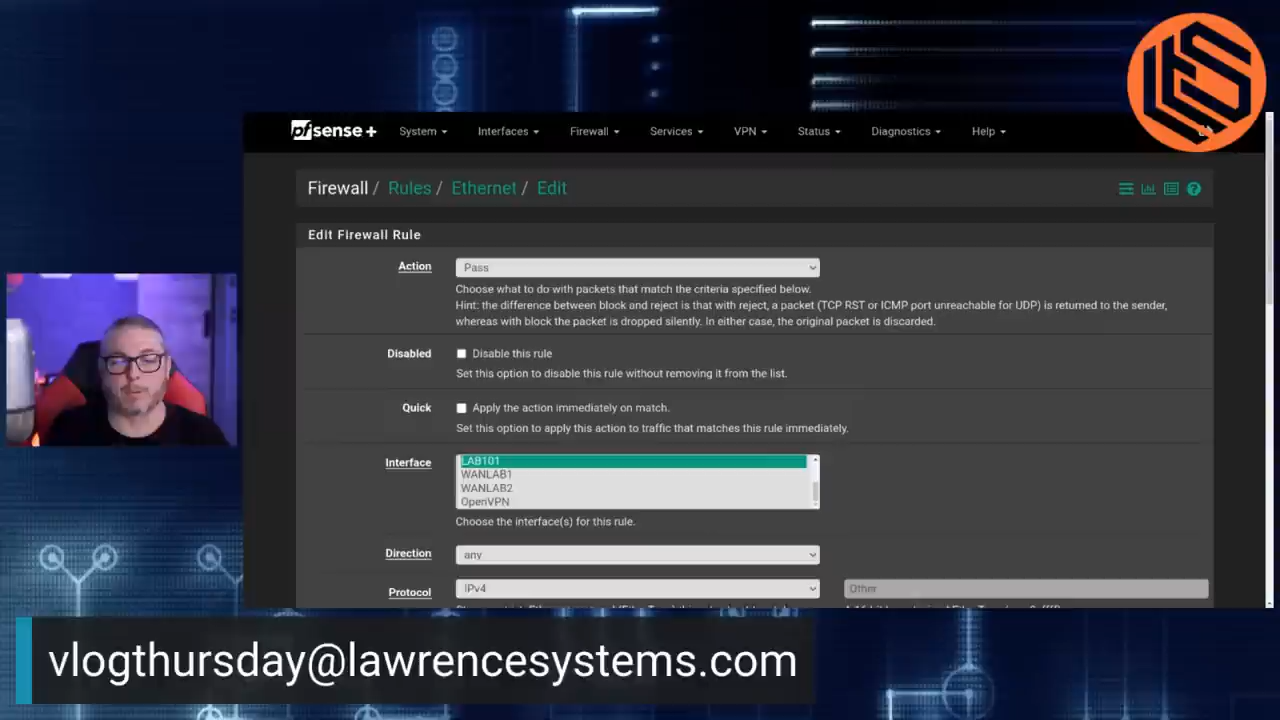 pfsense +
System
Interfaces
Firewall
Services
VPN
Status
Diagnostics
Help
Firewall / Rules / Ethernet / Edit
Edit Firewall Rule
Action
Pass
Choose what to do with packets that match the criteria specified below.
Hint: the difference between block and reject is that with reject, a packet (TCP RST or ICMP port unreachable for UDP) is returned to the sender,
whereas with block the packet is dropped silently. In either case, the original packet is discarded.
Disabled
Disable this rule
Set this option to disable this rule without removing it from the list.
Quick
Apply the action immediately on match.
Set this option to apply this action to traffic that matches this rule immediately.
Interface
LAB101
WANLAB1
WANLAB2
OpenVPN
Choose the interface(s) for this rule.
Direction
any
Protocol
IPv4
Other
vlogthursday@lawrencesystems.com